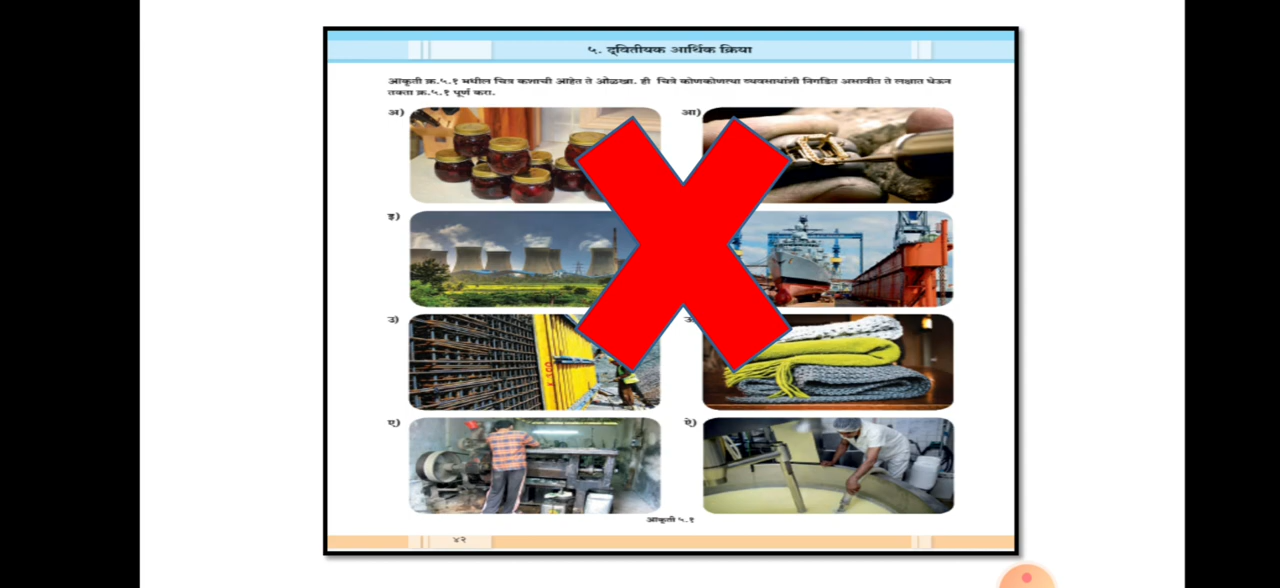 ५. द्वितीयक आर्थिक क्रिया
आकृती क्र.५.१ मधील चित्र कशाची आहेत ते ओळखा. ही चित्रे कोणकोणत्या व्यवसायांशी निगडित असावीत ते लक्षात घेऊन
तक्ता क्र.५.१ पूर्ण करा.
अ) आ)
इ)
उ)
ए) ऐ)
आकृती ५.१
४२